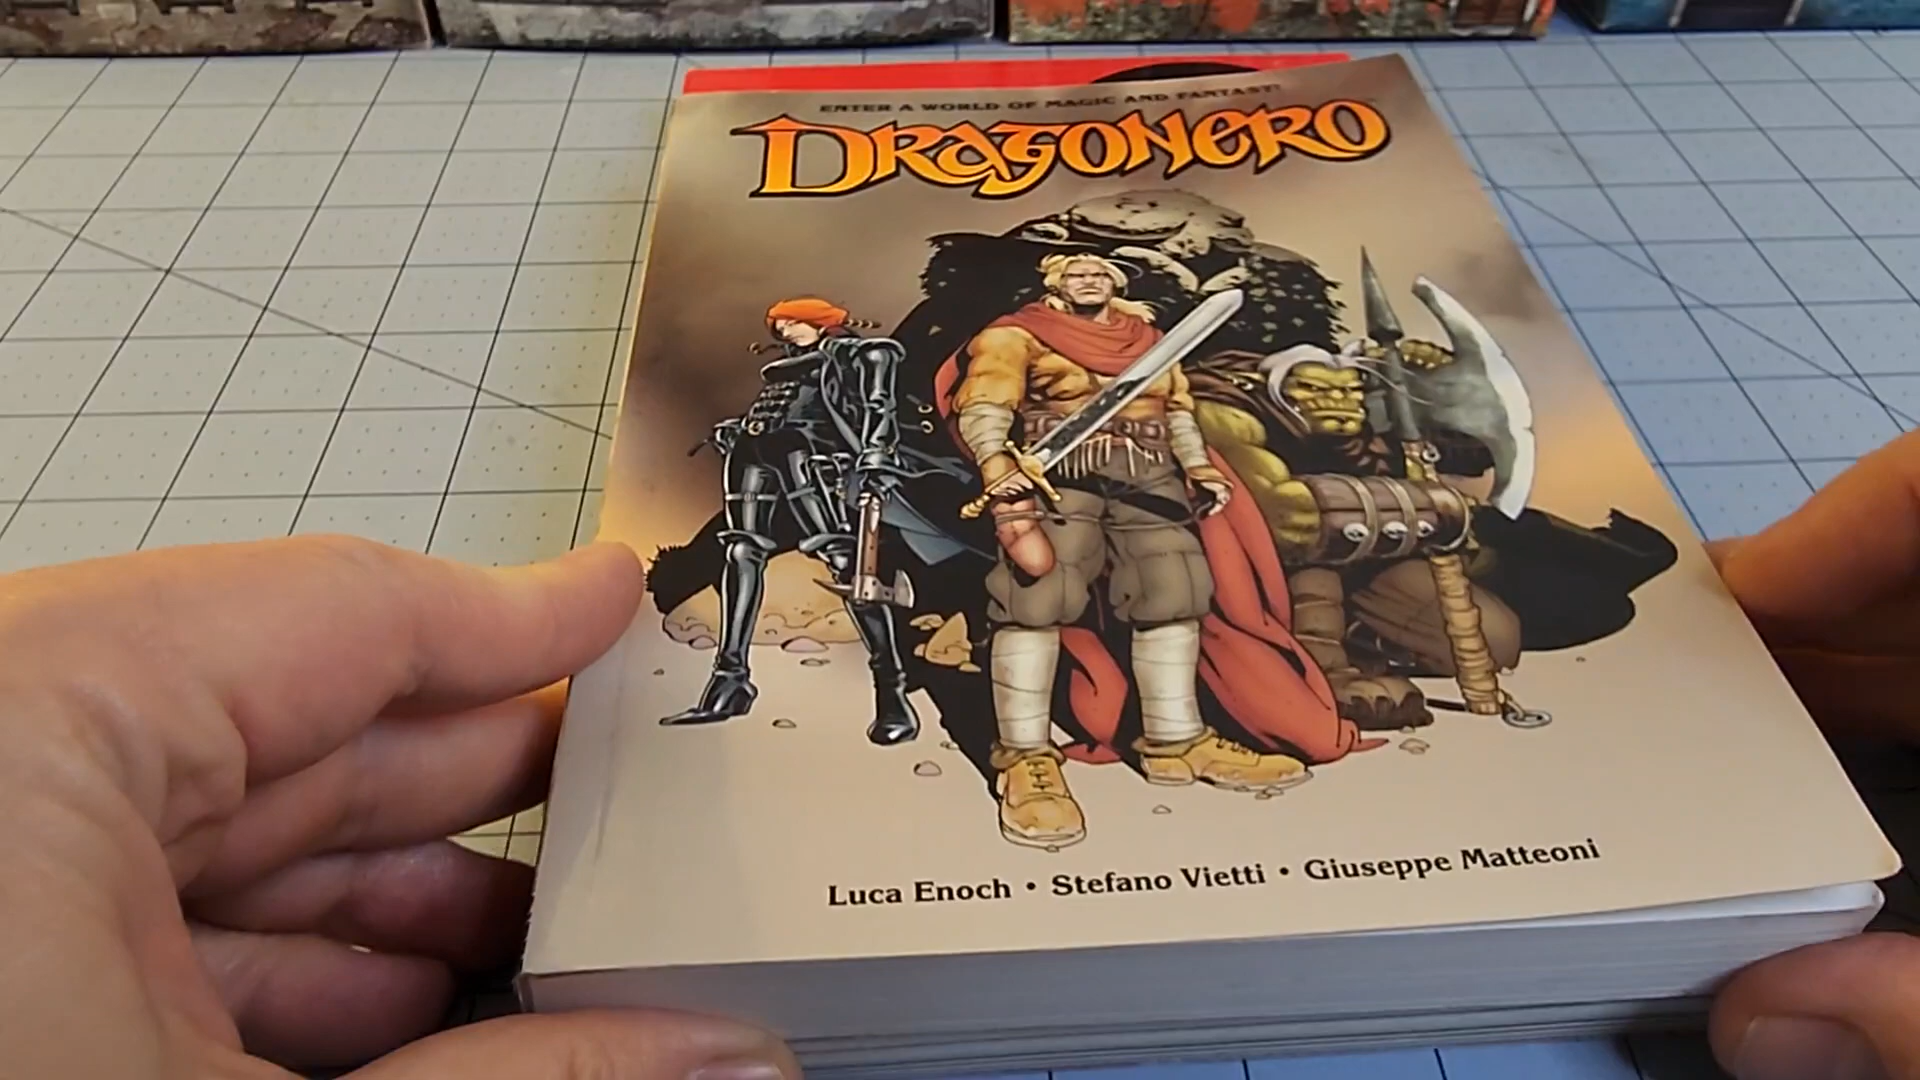 ENTER A WORLD OF MAGIC AND FANTASY!
DRAGONERO
Luca Enoch • Stefano Vietti • Giuseppe Matteoni